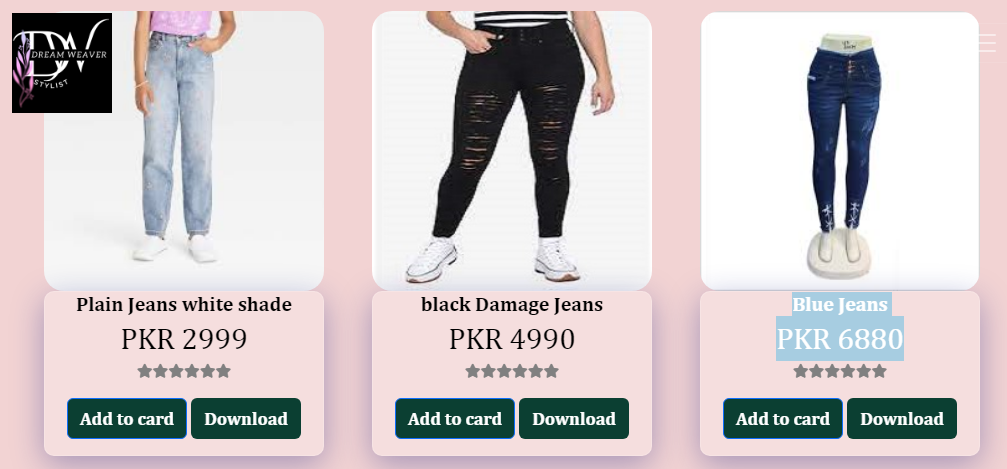 DW
DREAM WEAVER
STYLIST
Plain Jeans white shade
PKR 2999
Add to card
Download
black Damage Jeans
PKR 4990
Add to card
Download
Blue Jeans
PKR 6880
Add to card
Download